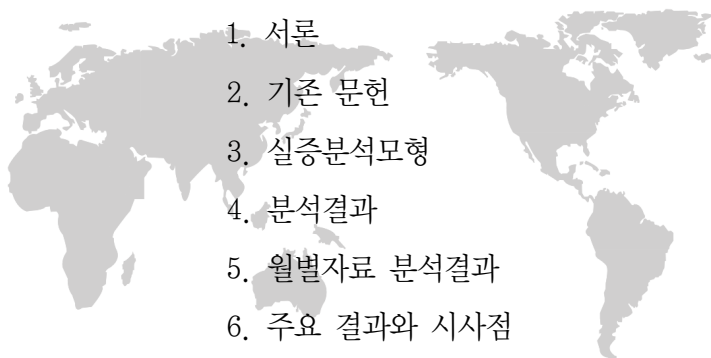 1. 서론
2. 기존 문헌
3. 실증분석모형
4. 분석결과
5. 월별자료 분석결과
6. 주요 결과와 시사점